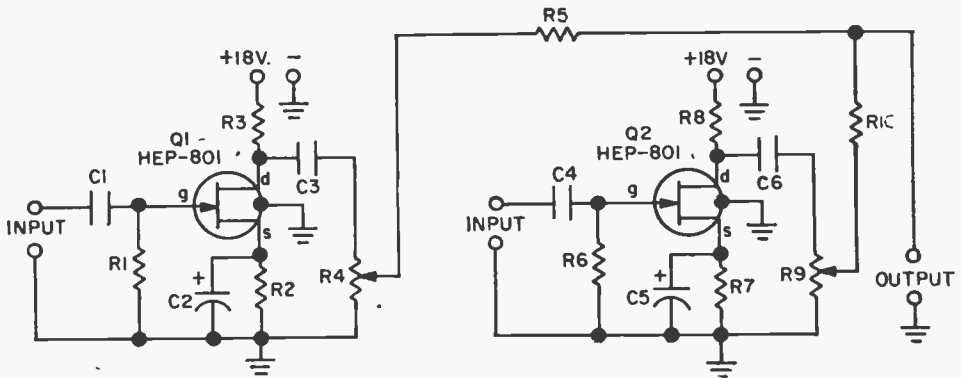 R5
+18V. −
+18V −
R3
R8
R1C
Q1
HEP-801
Q2
HEP-801
C1
C3
C4
C6
g
d
g
d
INPUT
s
INPUT
s
R1
R4
R6
R9
OUTPUT
+
C2
R2
+
C5
R7